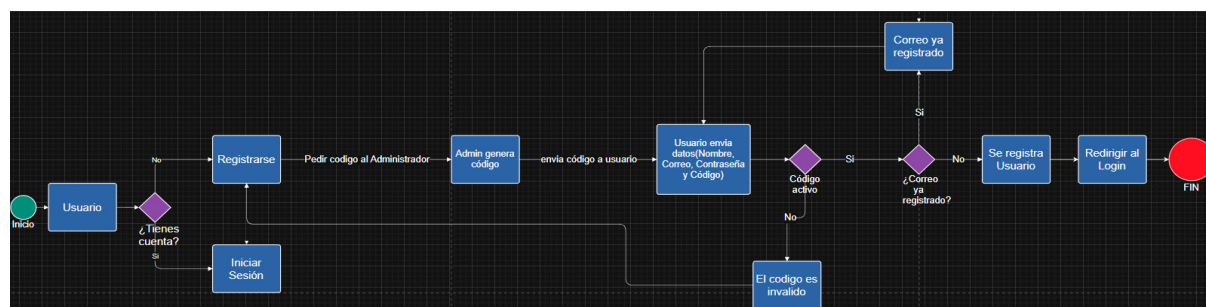 Inicio
Usuario
¿Tienes
cuenta?
No
Si
Registrarse
Iniciar
Sesión
Pedir codigo al Administrador
Admin genera
código
envia código a usuario
Usuario envia
datos(Nombre,
Correo, Contraseña
y Código)
Código
activo
No
El codigo es
invalido
Sí
¿Correo
ya
registrado?
Sí
Correo ya
registrado
No
Se registra
Usuario
Redirigir al
Login
FIN